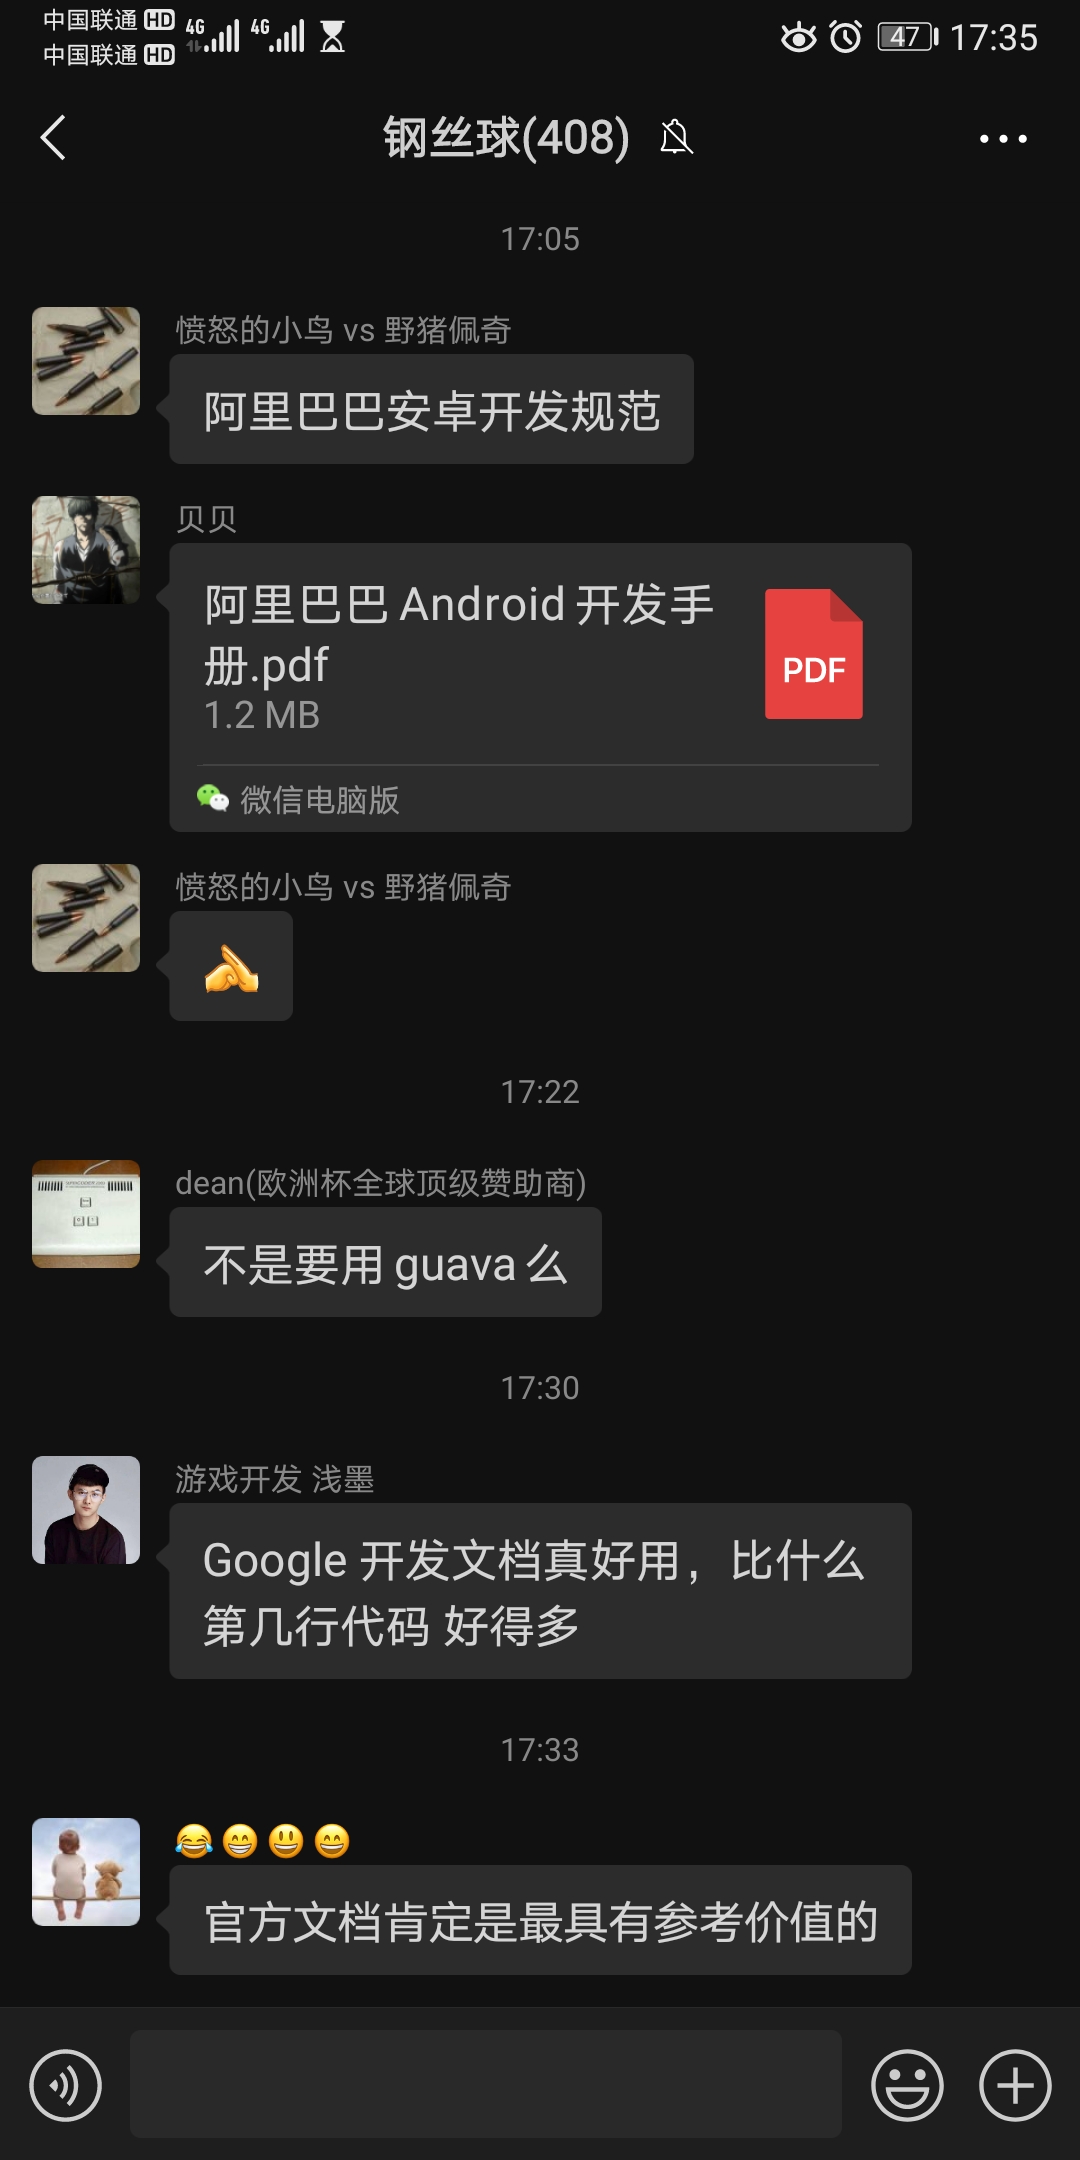 中国联通 HD 4G 4G 47 17:35
中国联通 HD
钢丝球(408)
17:05
愤怒的小鸟 vs 野猪佩奇
阿里巴巴安卓开发规范
贝贝
阿里巴巴 Android 开发手
册.pdf
1.2 MB
PDF
微信电脑版
愤怒的小鸟 vs 野猪佩奇
17:22
dean(欧洲杯全球顶级赞助商)
不是要用 guava 么
17:30
游戏开发 浅墨
Google 开发文档真好用，比什么
第几行代码 好得多
17:33
😂😁😃😄
官方文档肯定是最具有参考价值的